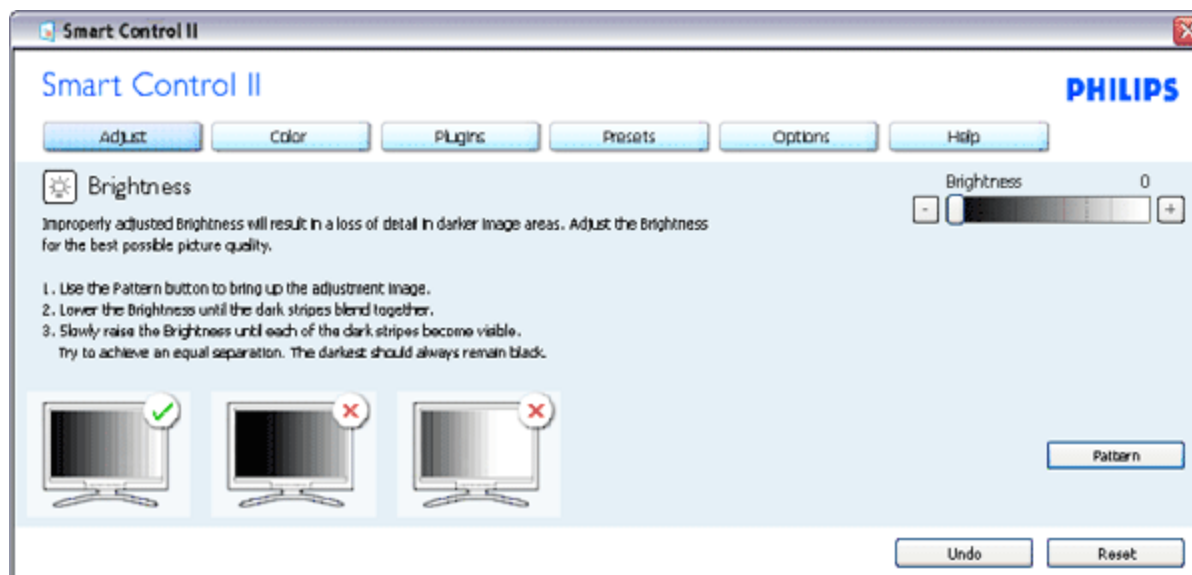 Smart Control II
Smart Control II
PHILIPS
Adjust
Color
Plugins
Presets
Options
Help
Brightness
Improperly adjusted Brightness will result in a loss of detail in darker image areas. Adjust the Brightness
for the best possible picture quality.
1. Use the Pattern button to bring up the adjustment image.
2. Lower the Brightness until the dark stripes blend together.
3. Slowly raise the Brightness until each of the dark stripes become visible.
Try to achieve an equal separation. The darkest should always remain black.
Brightness 0
- +
Pattern
Undo
Reset